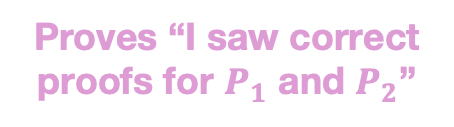 Proves “I saw correct
proofs for P₁ and P₂”